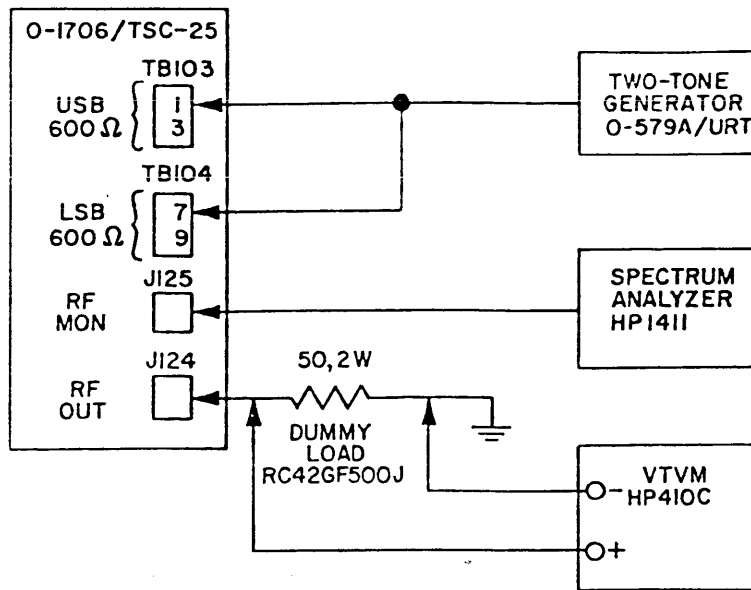 O-1706/TSC-25
TB103
USB
600 Ω
1
3
TB104
LSB
600 Ω
7
9
J125
RF
MON
J124
RF
OUT
50, 2W
DUMMY
LOAD
RC42GF500J
TWO-TONE
GENERATOR
O-579A/URT
SPECTRUM
ANALYZER
HP1411
VTVM
HP410C
-
+